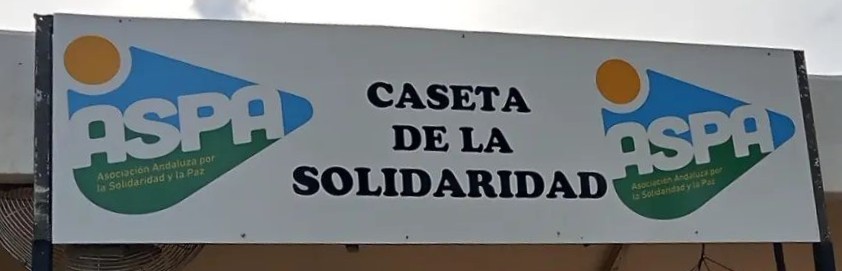 ASPA
Asociación Andaluza por
la Solidaridad y la Paz
CASETA
DE LA
SOLIDARIDAD
ASPA
Asociación Andaluza por
la Solidaridad y la Paz